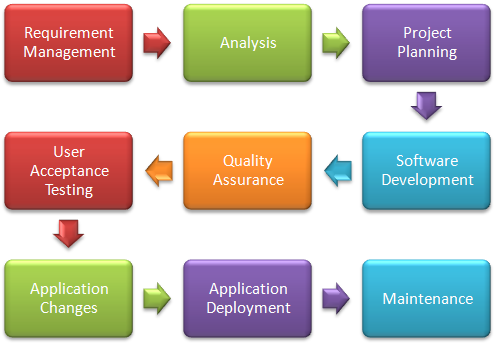 Requirement
Management
Analysis
Project
Planning
User
Acceptance
Testing
Quality
Assurance
Software
Development
Application
Changes
Application
Deployment
Maintenance